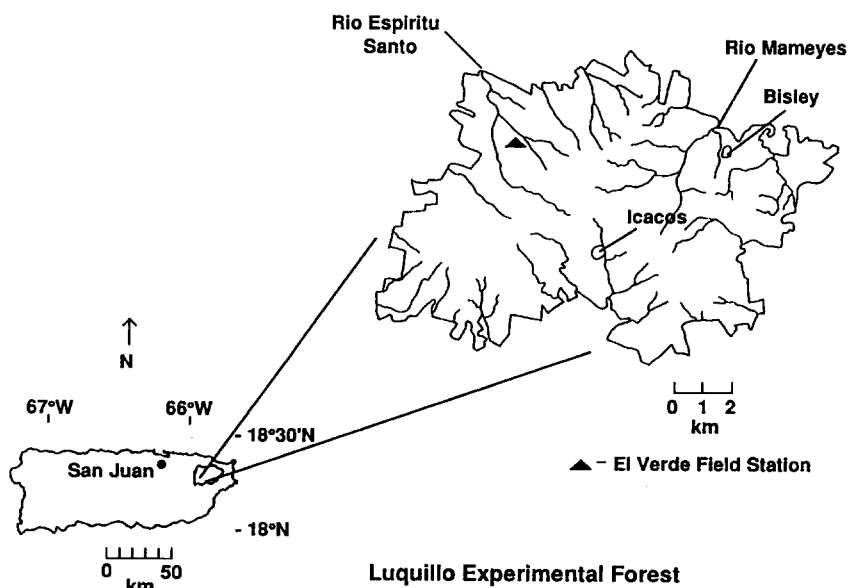 Rio Espiritu
Santo
Rio Mameyes
Bisley
Icacos
N
67°W
66°W
- 18°30'N
San Juan
- 18°N
0 50
km
0 1 2
km
- El Verde Field Station
Luquillo Experimental Forest